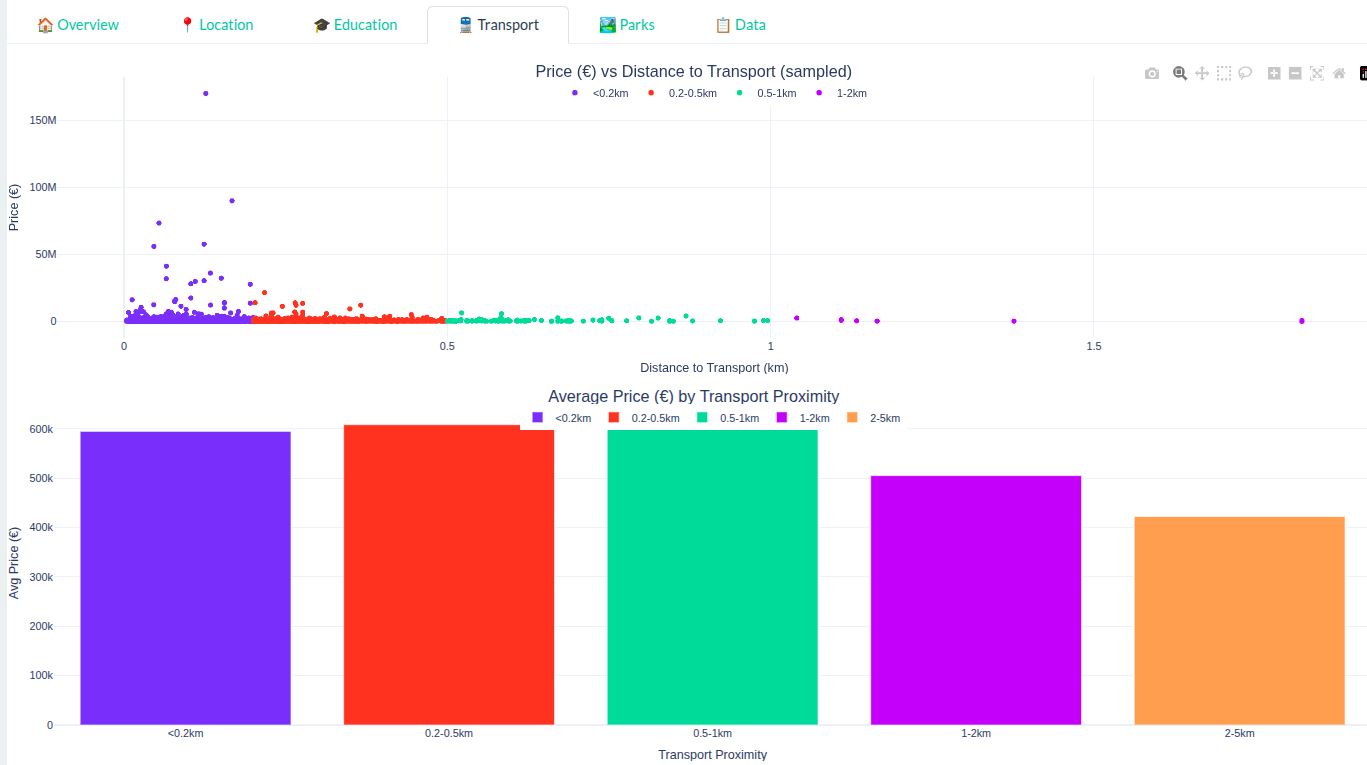 Overview Location Education Transport Parks Data
Price (€) vs Distance to Transport (sampled)
<0.2km 0.2-0.5km 0.5-1km 1-2km
150M
100M
50M
0
Price (€)
0 0.5 1 1.5
Distance to Transport (km)
Average Price (€) by Transport Proximity
<0.2km 0.2-0.5km 0.5-1km 1-2km 2-5km
600k
500k
400k
300k
200k
100k
0
Avg Price (€)
<0.2km 0.2-0.5km 0.5-1km 1-2km 2-5km
Transport Proximity